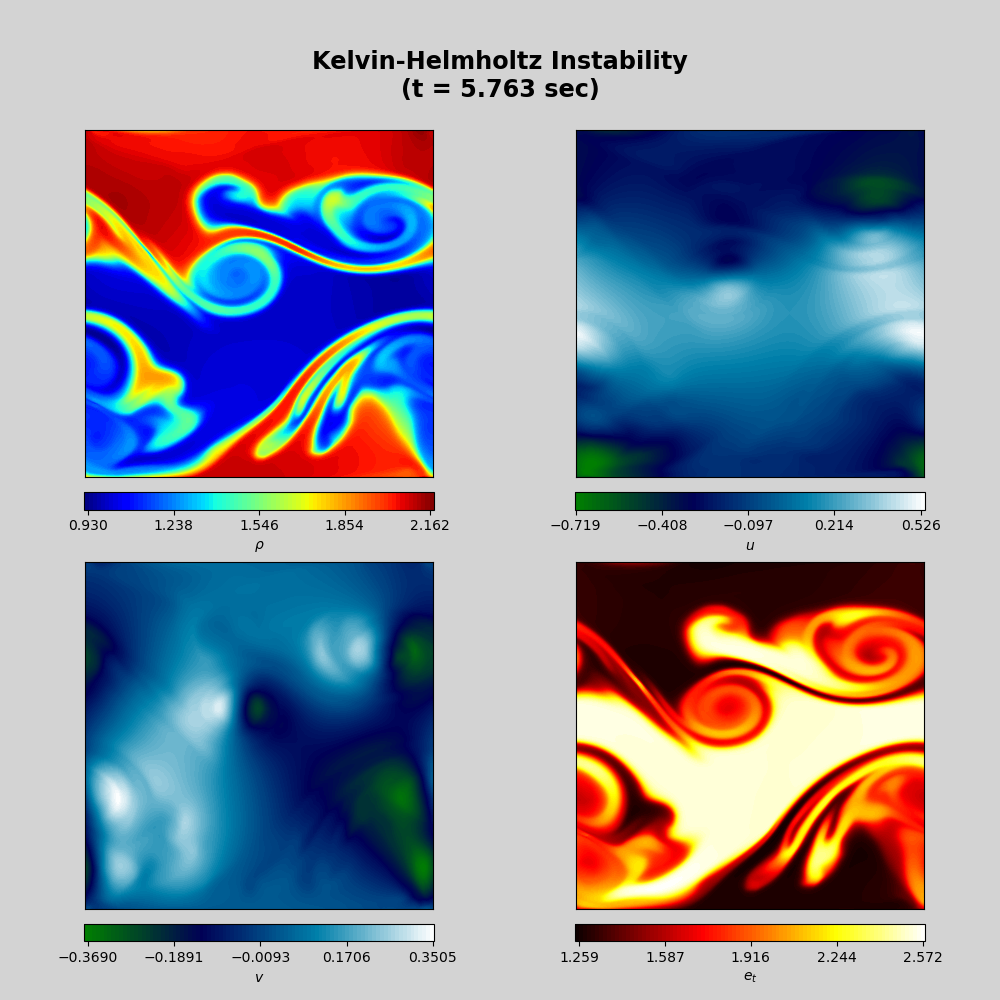 Kelvin-Helmholtz Instability
(t = 5.763 sec)
0.930 1.238 1.546 1.854 2.162
ρ
−0.719 −0.408 −0.097 0.214 0.526
u
−0.3690 −0.1891 −0.0093 0.1706 0.3505
v
1.259 1.587 1.916 2.244 2.572
eₜ